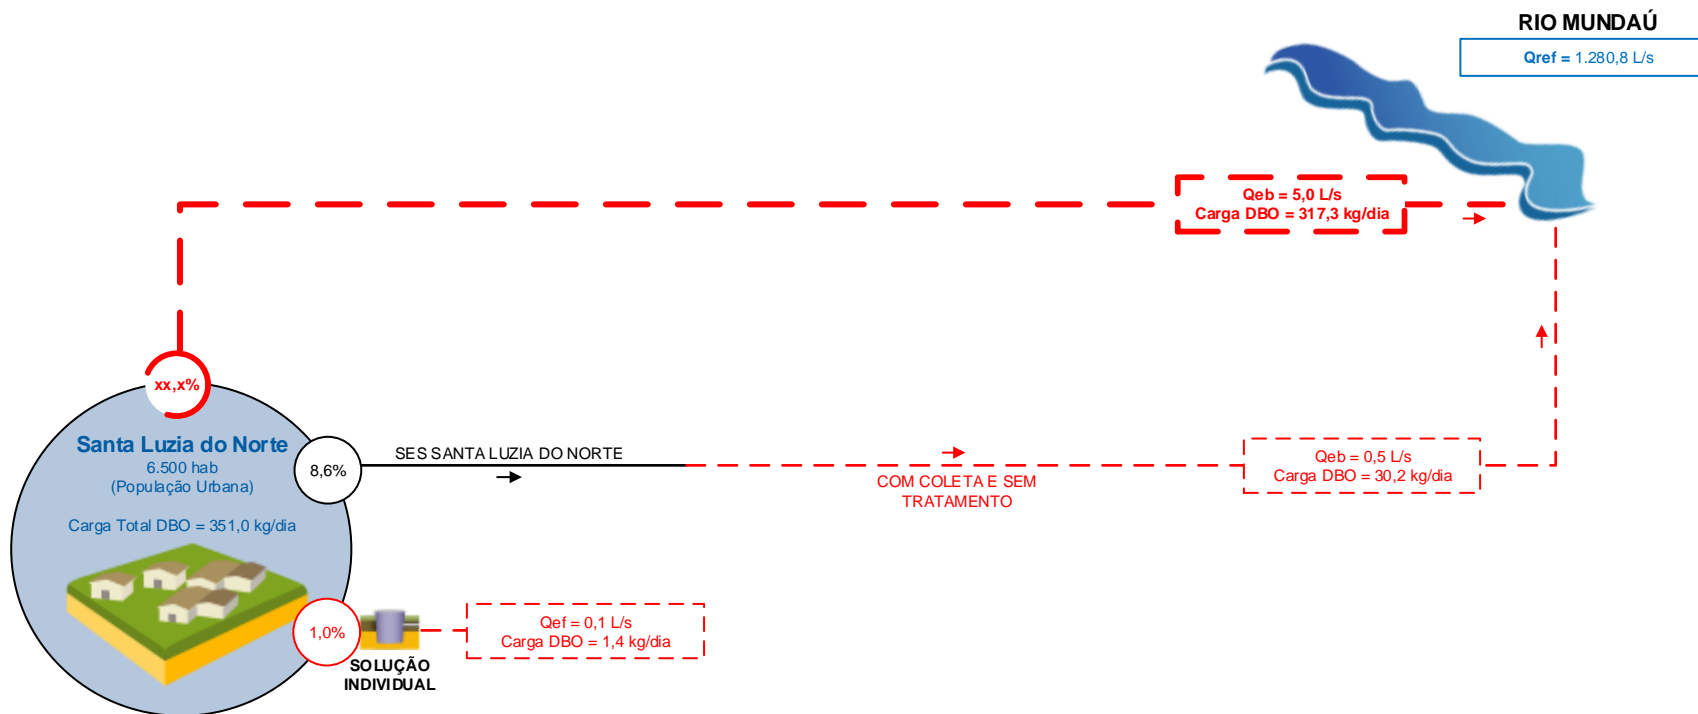 RIO MUNDAÚ
Qref = 1.280,8 L/s
Qeb = 5,0 L/s
Carga DBO = 317,3 kg/dia
xx,x%
Santa Luzia do Norte
6.500 hab
(População Urbana)
Carga Total DBO = 351,0 kg/dia
8,6%
SES SANTA LUZIA DO NORTE
COM COLETA E SEM
TRATAMENTO
Qeb = 0,5 L/s
Carga DBO = 30,2 kg/dia
1,0%
SOLUÇÃO
INDIVIDUAL
Qef = 0,1 L/s
Carga DBO = 1,4 kg/dia